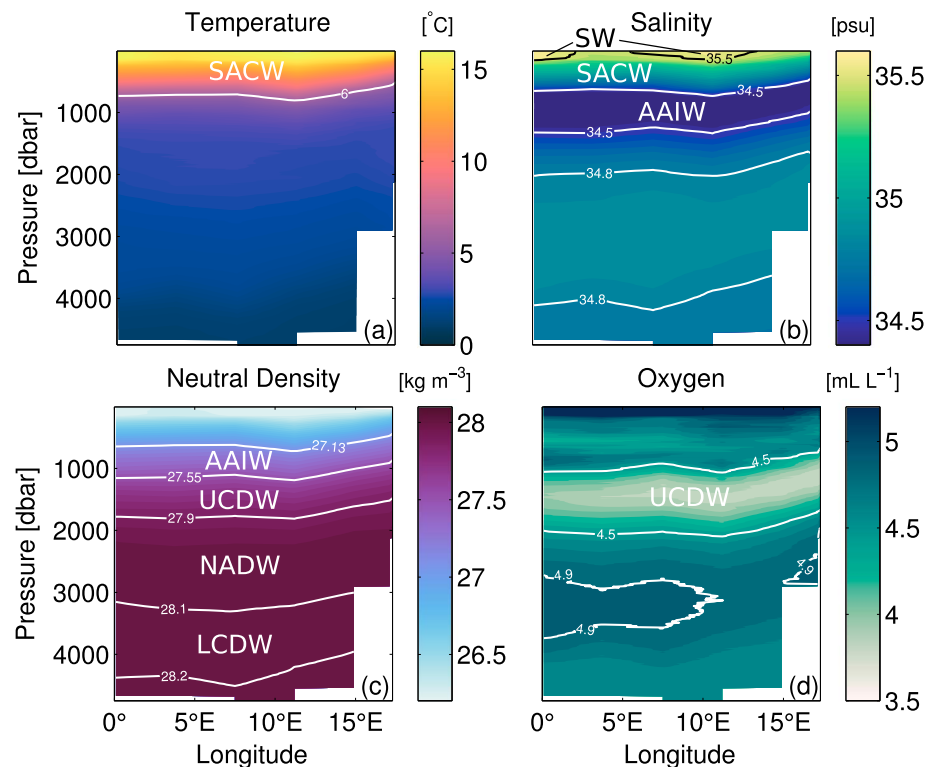 Temperature
[°C]
Salinity
[psu]
SW
35.5
SACW
SACW
6
34.5
AAIW
34.5
34.8
34.8
Pressure [dbar]
1000
2000
3000
4000
15
10
5
0
35.5
35
34.5
(a)
(b)
Neutral Density
[kg m⁻³]
Oxygen
[mL L⁻¹]
27.13
AAIW
27.55
UCDW
27.9
NADW
28.1
LCDW
28.2
4.5
UCDW
4.5
4.9
4.9
4.9
Pressure [dbar]
1000
2000
3000
4000
28
27.5
27
26.5
5
4.5
4
3.5
(c)
(d)
0° 5°E 10°E 15°E
0° 5°E 10°E 15°E
Longitude
Longitude